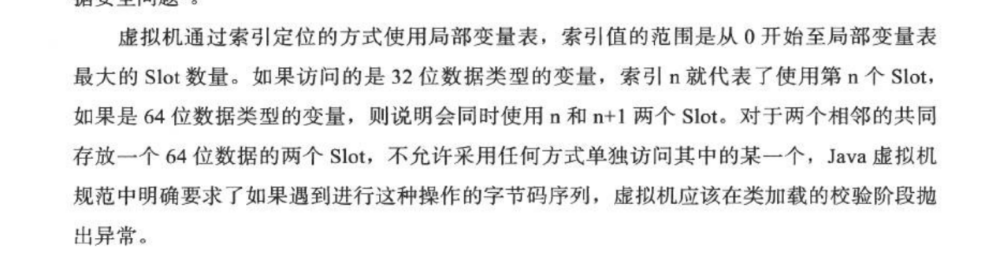 虚拟机通过索引定位的方式使用局部变量表，索引值的范围是从 0 开始至局部变量表
最大的 Slot 数量。如果访问的是 32 位数据类型的变量，索引 n 就代表了使用第 n 个 Slot，
如果是 64 位数据类型的变量，则说明会同时使用 n 和 n+1 两个 Slot。对于两个相邻的共同
存放一个 64 位数据的两个 Slot，不允许采用任何方式单独访问其中的某一个，Java 虚拟机
规范中明确要求了如果遇到进行这种操作的字节码序列，虚拟机应该在类加载的校验阶段抛
出异常。